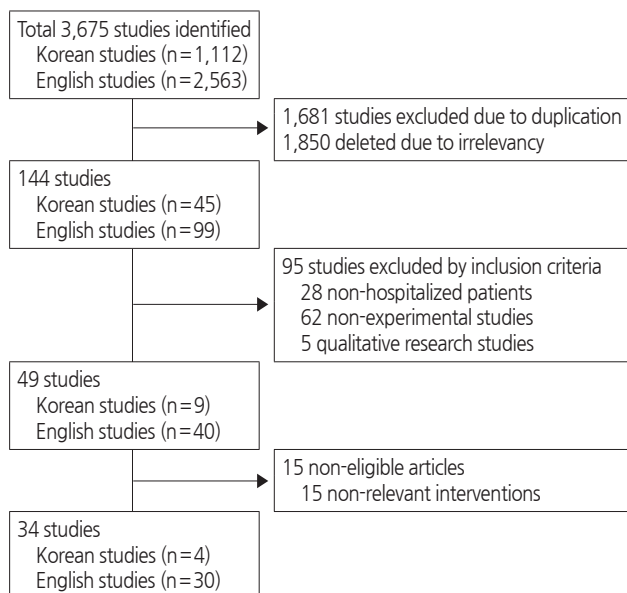 Total 3,675 studies identified
Korean studies (n=1,112)
English studies (n=2,563)
1,681 studies excluded due to duplication
1,850 deleted due to irrelevancy
144 studies
Korean studies (n=45)
English studies (n=99)
95 studies excluded by inclusion criteria
28 non-hospitalized patients
62 non-experimental studies
5 qualitative research studies
49 studies
Korean studies (n=9)
English studies (n=40)
15 non-eligible articles
15 non-relevant interventions
34 studies
Korean studies (n=4)
English studies (n=30)